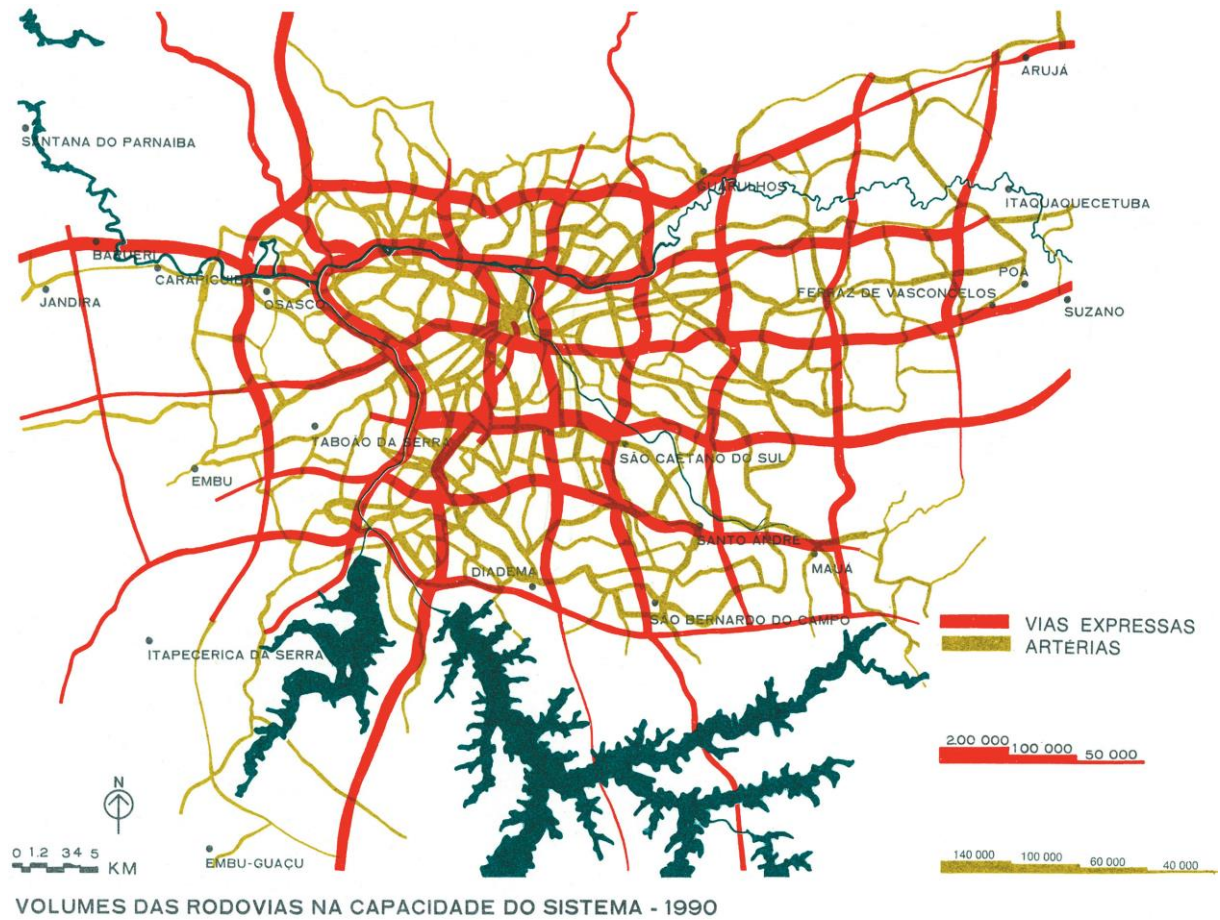 ARUJÁ
SANTANA DO PARNAIBA
GUARULHOS
ITAQUAQUECETUBA
BARUERI
CARAPICUIBA
POÁ
JANDIRA
OSASCO
FERRAZ DE VASCONCELOS
SUZANO
TABOÃO DA SERRA
SÃO CAETANO DO SUL
EMBU
SANTO ANDRÉ
MAUÁ
DIADEMA
SÃO BERNARDO DO CAMPO
VIAS EXPRESSAS
ITAPECERICA DA SERRA
ARTÉRIAS
200 000 100 000 50 000
N
EMBU-GUAÇU
0 1.2 34 5
KM
140 000 100 000 60 000 40 000
VOLUMES DAS RODOVIAS NA CAPACIDADE DO SISTEMA - 1990